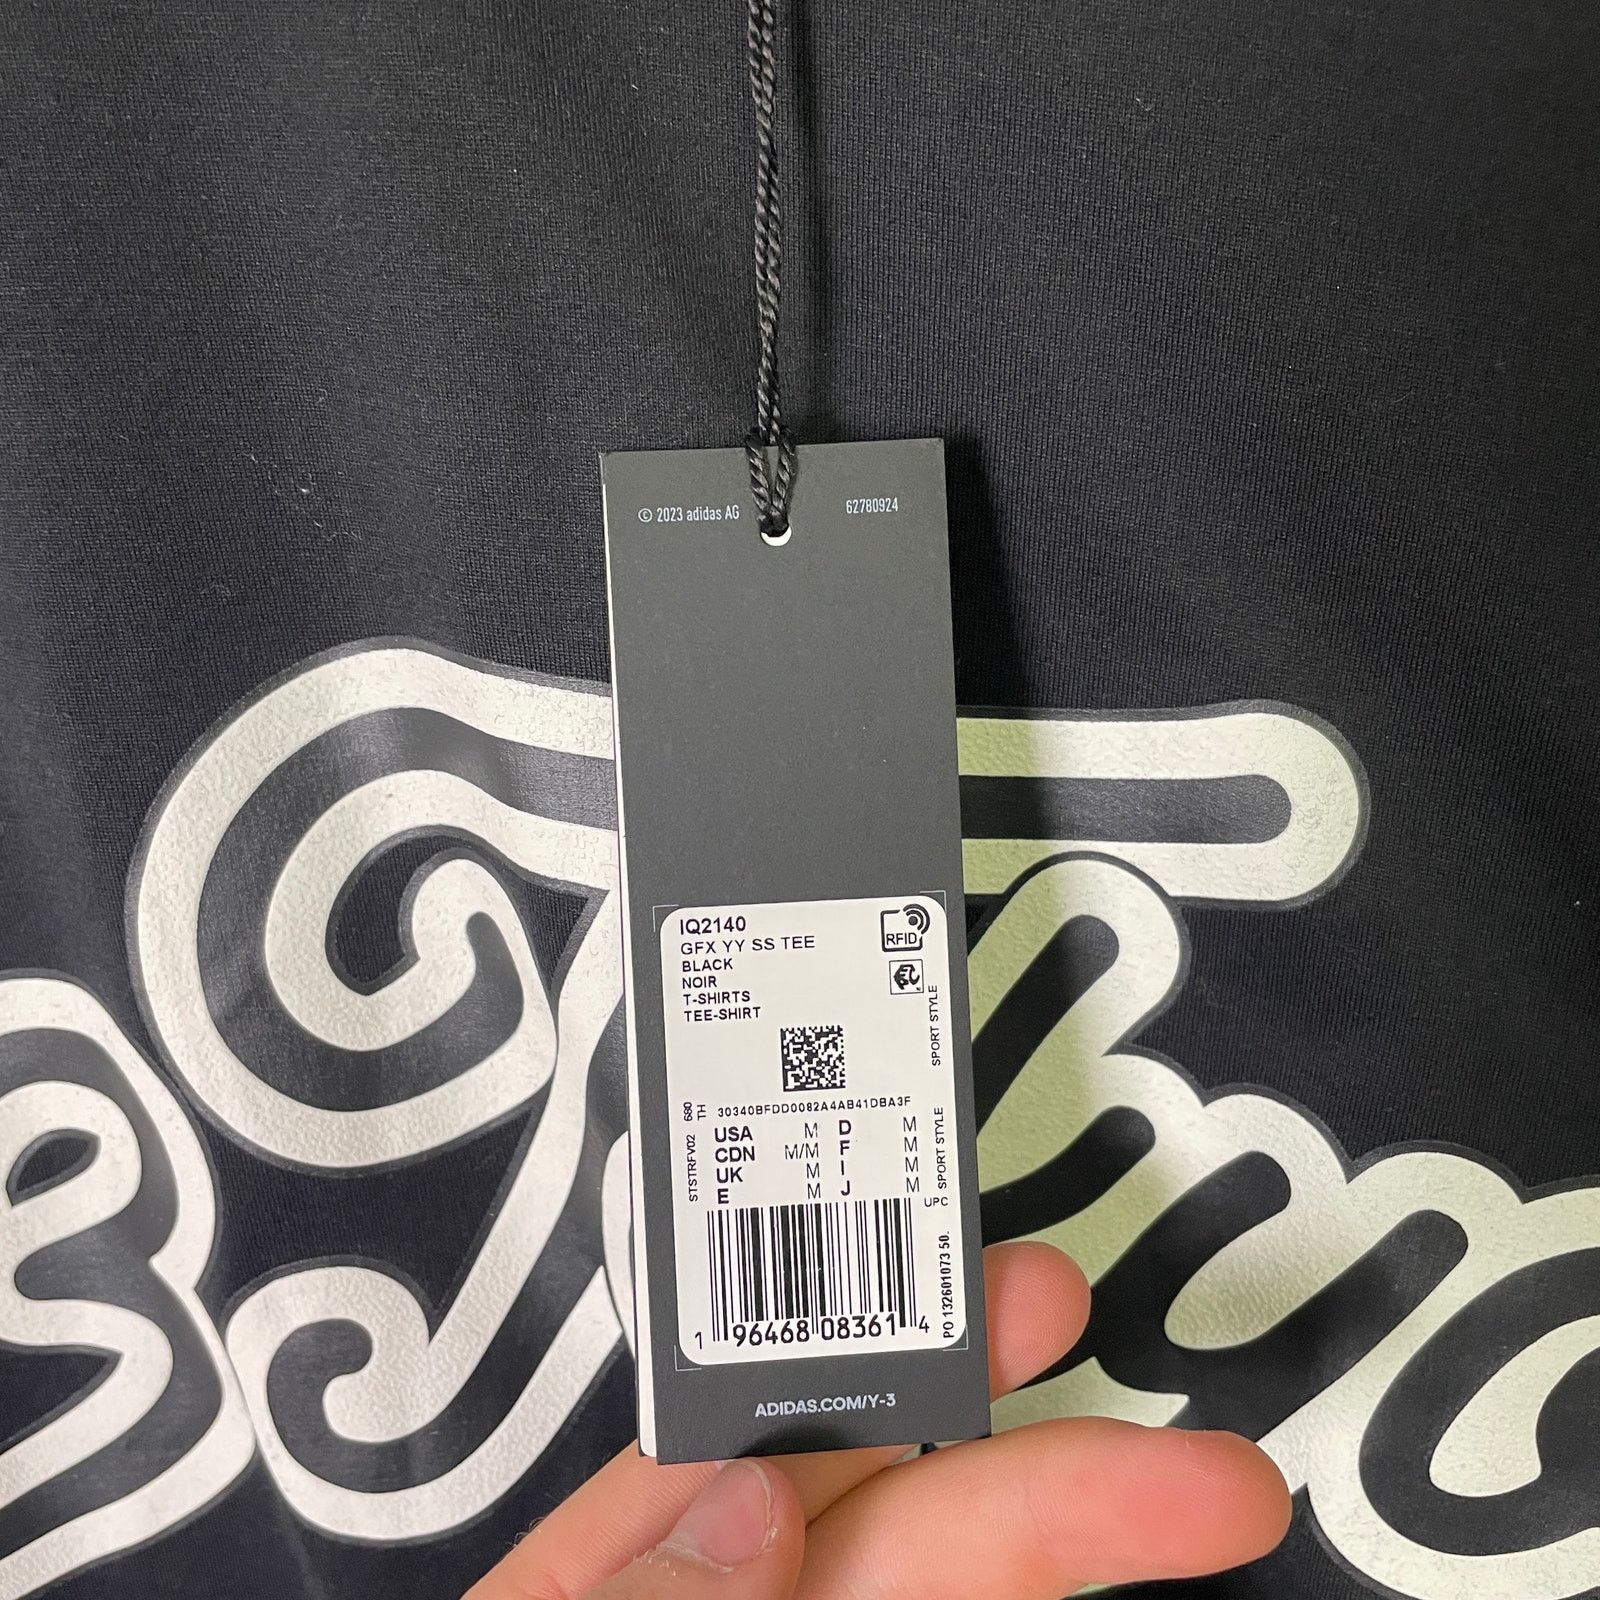 © 2023 adidas AG 62780924
IQ2140
GFX YY SS TEE
BLACK
NOIR
T-SHIRTS
TEE-SHIRT
RFID
SPORT STYLE
SPORT STYLE
680
TH
30340BFDD0082A4AB41DBA3F
STSTRFV02
USA M D M
CDN M/M F M
UK M I M
E M J M
UPC
PO 132601073 50.
1 96468 08361 4
ADIDAS.COM/Y-3